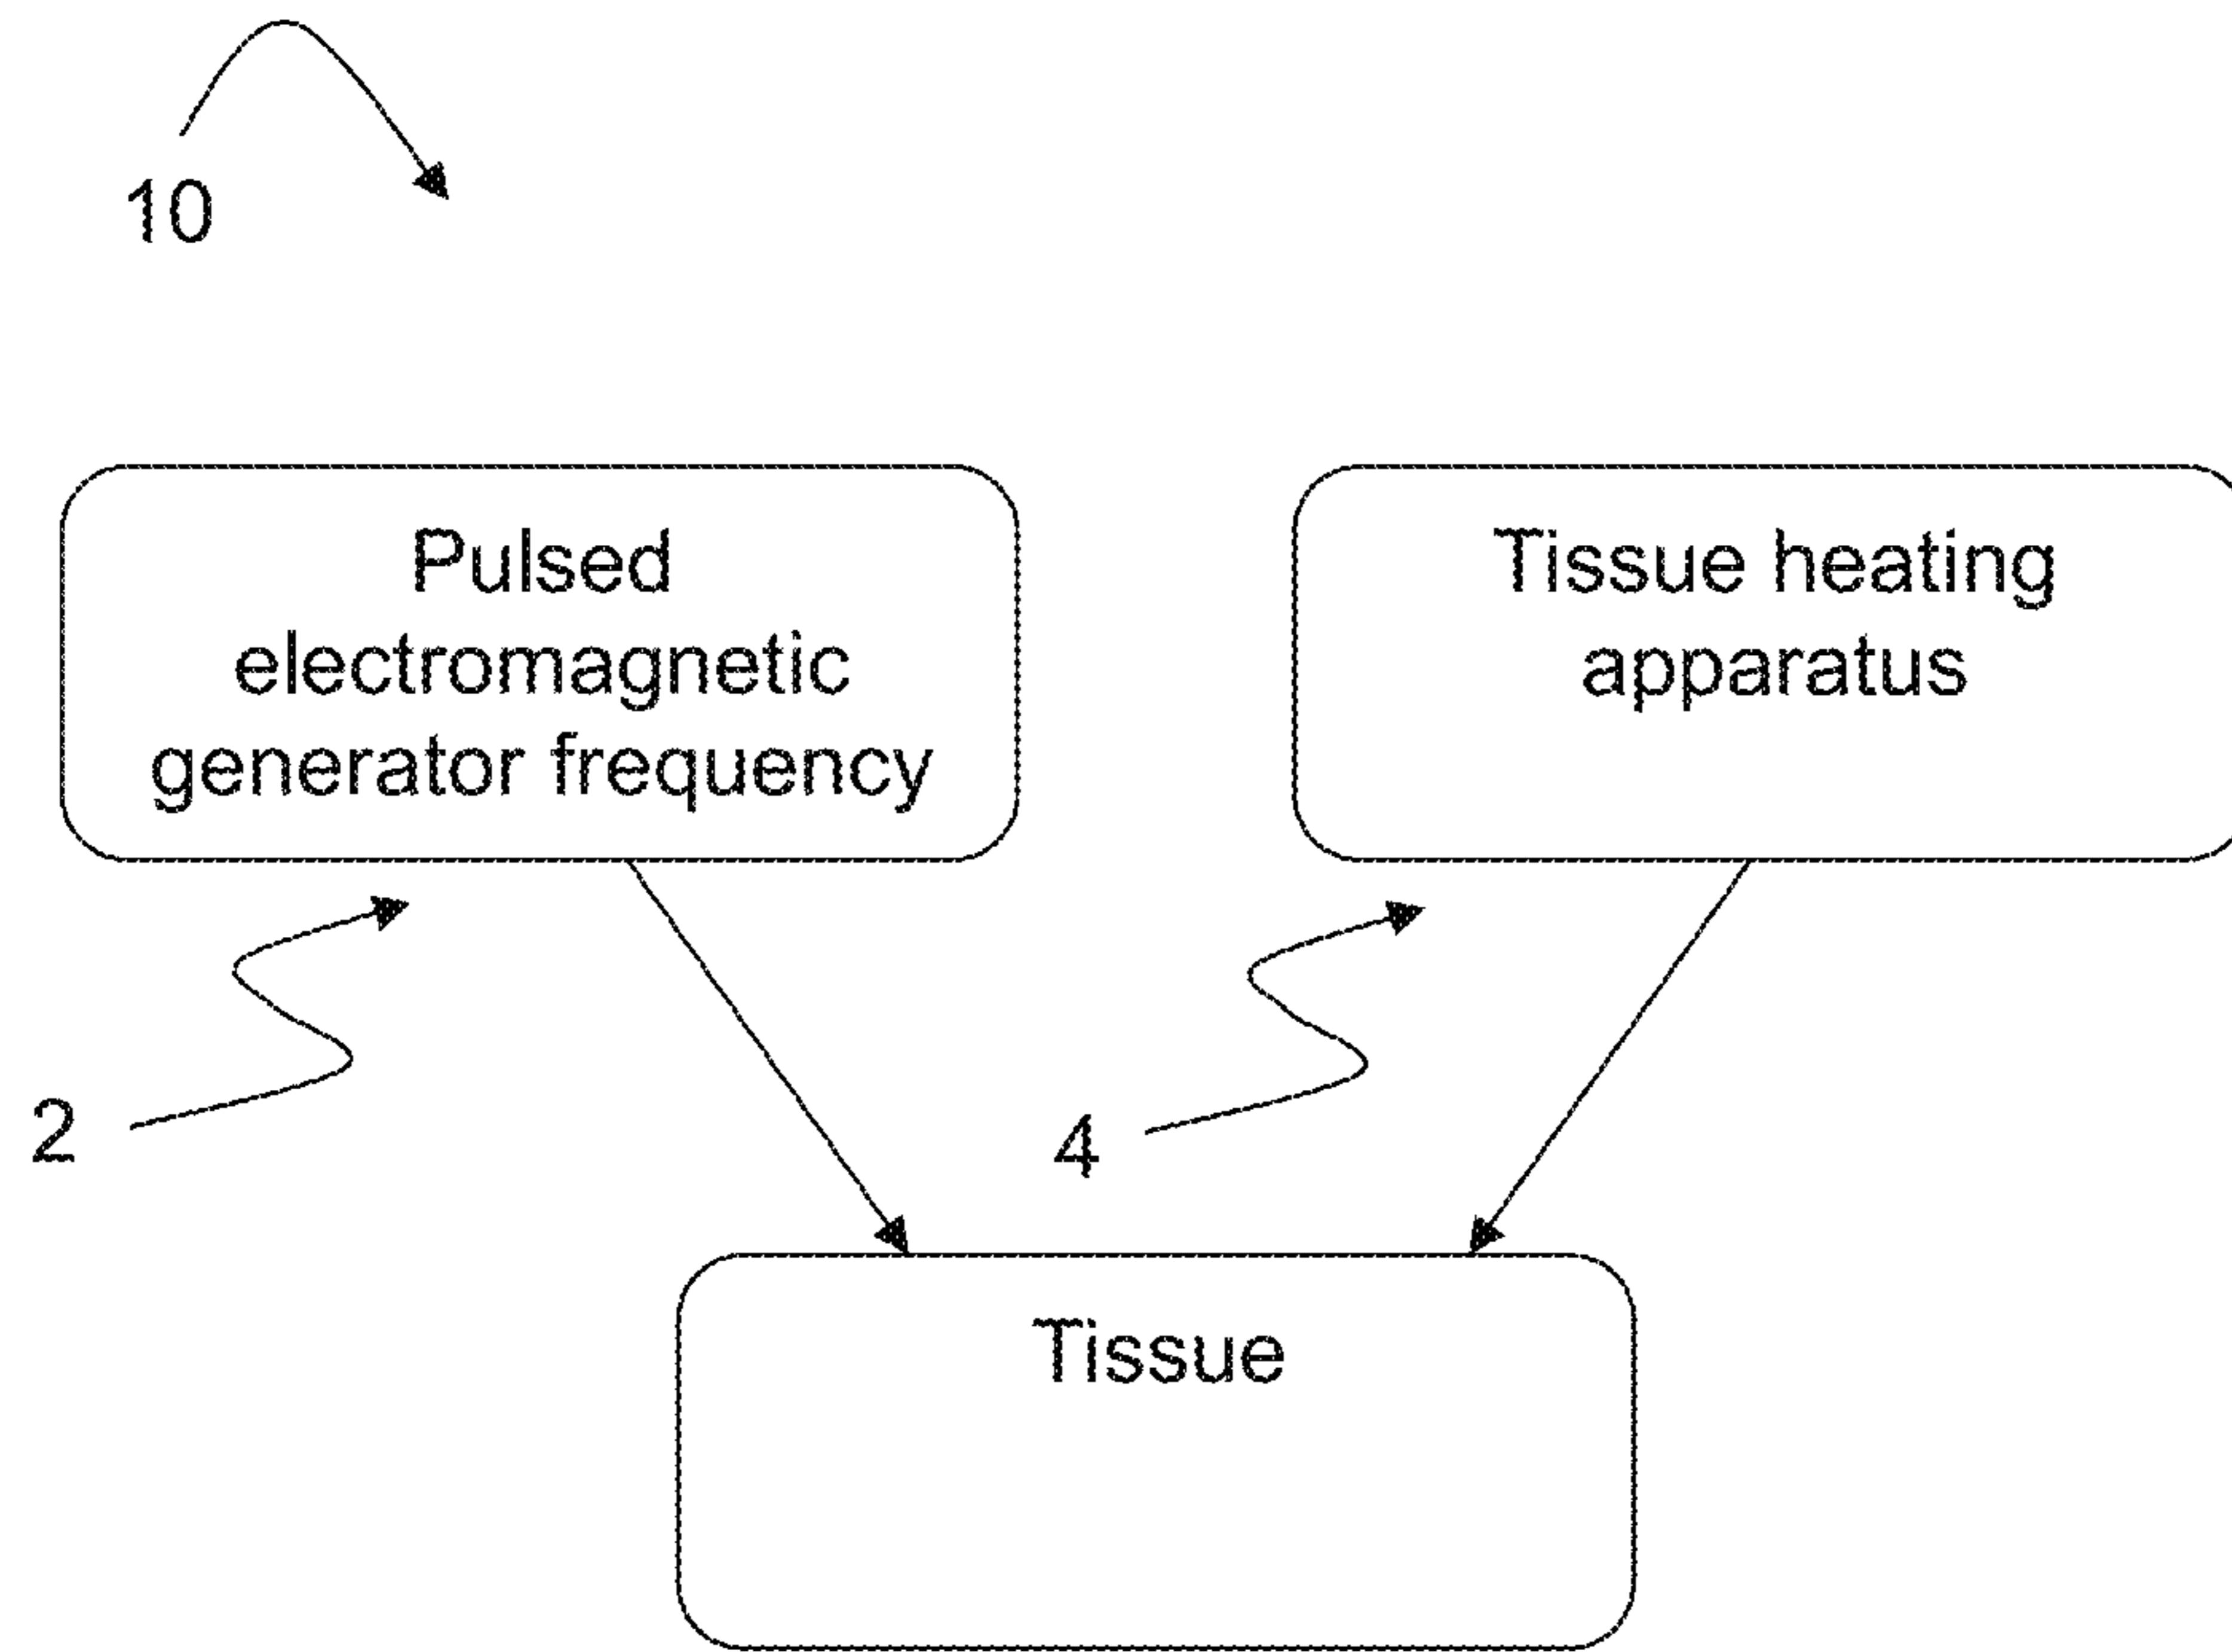 10
Pulsed
electromagnetic
generator frequency
Tissue heating
apparatus
2
4
Tissue